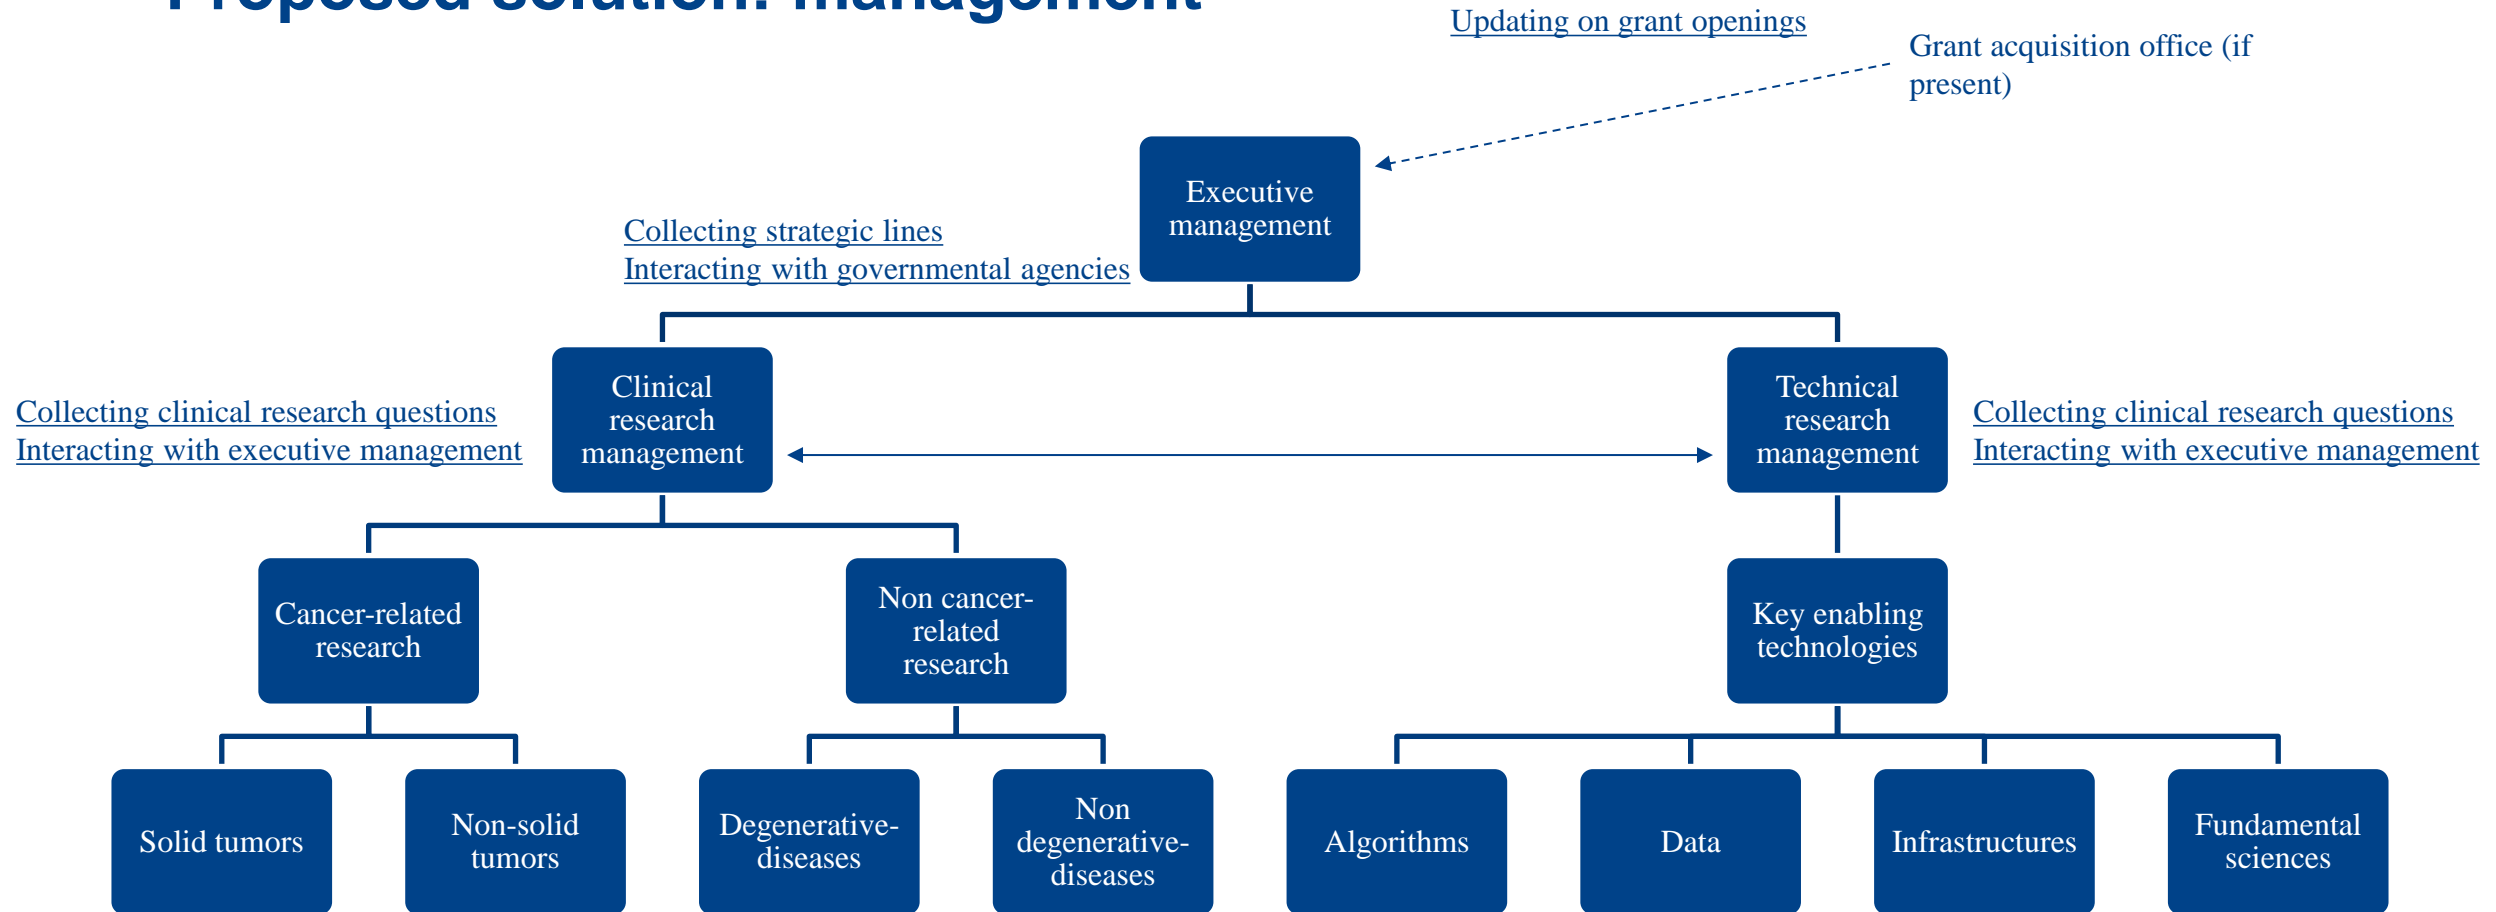 Proposed solution: management
Updating on grant openings
Grant acquisition office (if
present)
Executive
management
Collecting strategic lines
Interacting with governmental agencies
Clinical
research
management
Technical
research
management
Collecting clinical research questions
Interacting with executive management
Collecting clinical research questions
Interacting with executive management
Cancer-related
research
Non cancer-
related
research
Key enabling
technologies
Solid tumors
Non-solid
tumors
Degenerative-
diseases
Non
degenerative-
diseases
Algorithms
Data
Infrastructures
Fundamental
sciences